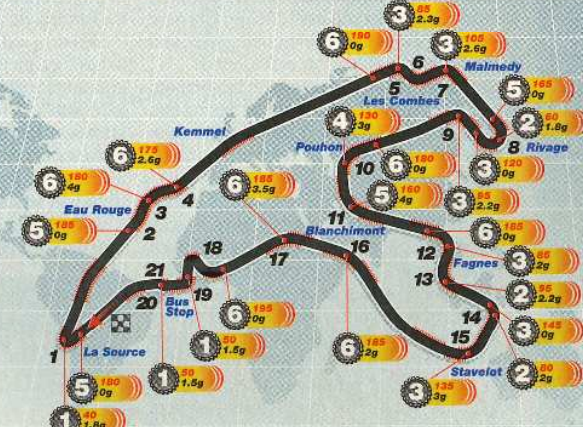 3 85 2.3g
6 190 0g
3 105 2.6g
6
5
7
Malmedy
Les Combes
5 165 0g
2 60 1.8g
4 130 3g
9
8 Rivage
Kemmel
Pouhon
6 175 2.6g
10
6 180 0g
3 120 0g
6 160 4g
6 185 3.5g
5 160 4g
3 95 2.2g
4
3
Eau Rouge
11
5 185 0g
2
Blanchimont
6 185 0g
18
17
16
12
3 85 2g
Fagnes
21
13
2 95 2.2g
20
Bus
Stop
19
6 195 0g
14
3 145 0g
1
La Source
1 50 1.5g
6 185 2g
15
2 80 2g
5 180 0g
1 50 1.5g
Stavelot
3 135 3g
1 40 1.8g